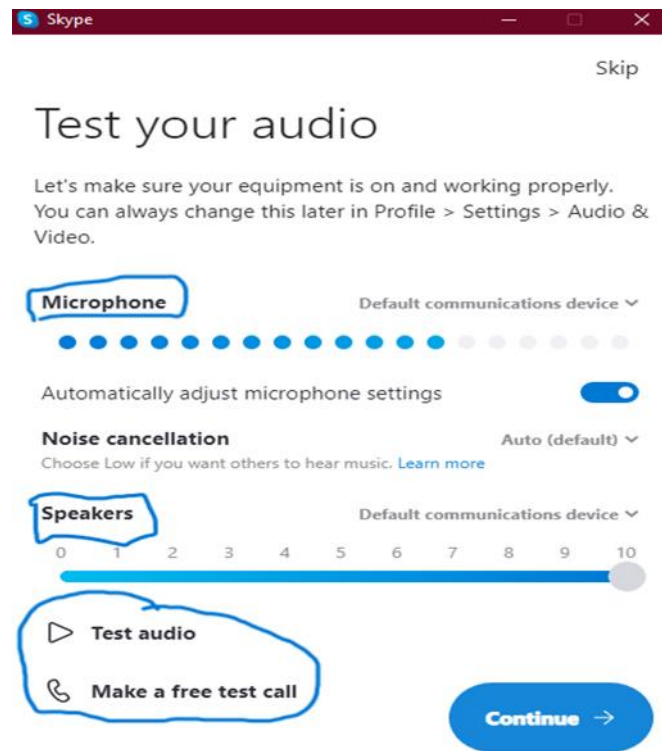 Skype
Skip
Test your audio
Let's make sure your equipment is on and working properly.
You can always change this later in Profile > Settings > Audio &
Video.
Microphone Default communications device
Automatically adjust microphone settings
Noise cancellation Auto (default)
Choose Low if you want others to hear music. Learn more
Speakers Default communications device
0 1 2 3 4 5 6 7 8 9 10
Test audio
Make a free test call
Continue →